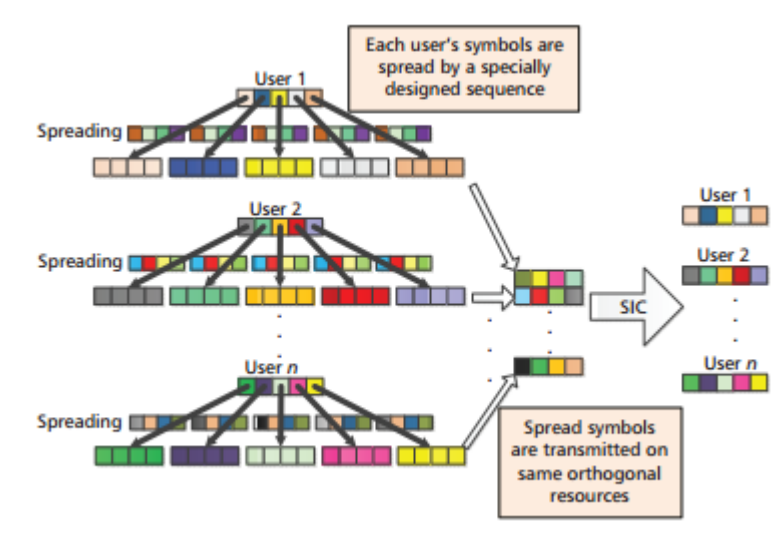 Each user's symbols are
spread by a specially
designed sequence
User 1
Spreading
User 2
Spreading
User n
Spreading
Spread symbols
are transmitted on
same orthogonal
resources
SIC
User 1
User 2
User n